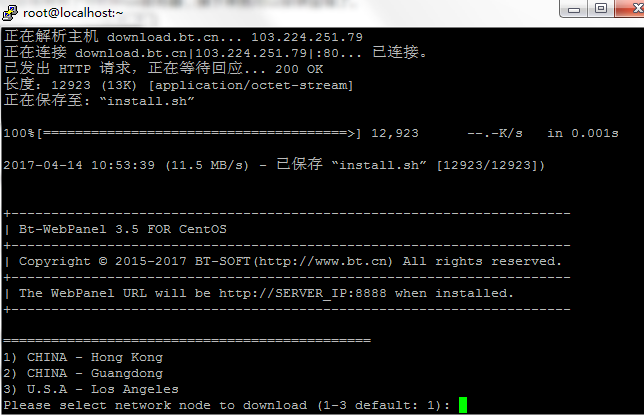 root@localhost:~
正在解析主机 download.bt.cn... 103.224.251.79
正在连接 download.bt.cn|103.224.251.79|:80... 已连接。
已发出 HTTP 请求，正在等待回应... 200 OK
长度：12923 (13K) [application/octet-stream]
正在保存至: “install.sh”
100%[======================================>] 12,923      --.-K/s   in 0.001s
2017-04-14 10:53:39 (11.5 MB/s) - 已保存 “install.sh” [12923/12923])
+----------------------------------------------------------------------
| Bt-WebPanel 3.5 FOR CentOS
+----------------------------------------------------------------------
| Copyright © 2015-2017 BT-SOFT(http://www.bt.cn) All rights reserved.
+----------------------------------------------------------------------
| The WebPanel URL will be http://SERVER_IP:8888 when installed.
+----------------------------------------------------------------------
==============================================
1) CHINA - Hong Kong
2) CHINA - Guangdong
3) U.S.A - Los Angeles
Please select network node to download (1-3 default: 1):